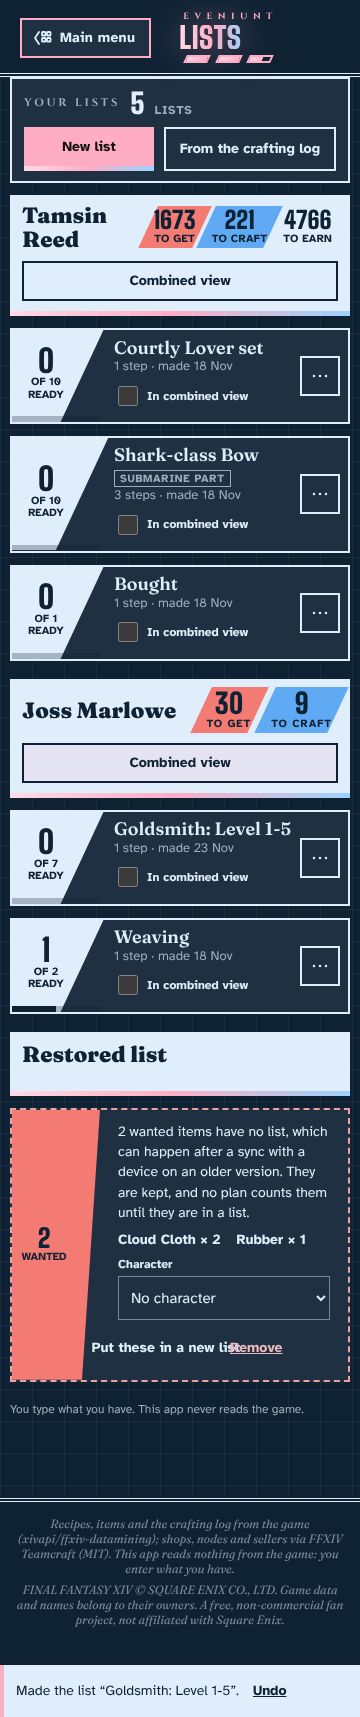 Main menu
EVENIUNT
LISTS
YOUR LISTS 5 LISTS
New list
From the crafting log
Tamsin Reed
1673 TO GET
221 TO CRAFT
4766 TO EARN
Combined view
0 OF 10 READY
Courtly Lover set
1 step · made 18 Nov
In combined view
...
0 OF 10 READY
Shark-class Bow
SUBMARINE PART
3 steps · made 18 Nov
In combined view
...
0 OF 1 READY
Bought
1 step · made 18 Nov
In combined view
...
Joss Marlowe
30 TO GET
9 TO CRAFT
Combined view
0 OF 7 READY
Goldsmith: Level 1-5
1 step · made 23 Nov
In combined view
...
1 OF 2 READY
Weaving
1 step · made 18 Nov
In combined view
...
Restored list
2 WANTED
2 wanted items have no list, which
can happen after a sync with a
device on an older version. They
are kept, and no plan counts them
until they are in a list.
Cloud Cloth × 2 Rubber × 1
Character
No character
Put these in a new list
Remove
You type what you have. This app never reads the game.
Recipes, items and the crafting log from the game
(xivapi/ffxiv-datamining); shops, nodes and sellers via FFXIV
Teamcraft (MIT). This app reads nothing from the game: you
enter what you have.
FINAL FANTASY XIV © SQUARE ENIX CO., LTD. Game data
and names belong to their owners. A free, non-commercial fan
project, not affiliated with Square Enix.
Made the list “Goldsmith: Level 1-5”. Undo